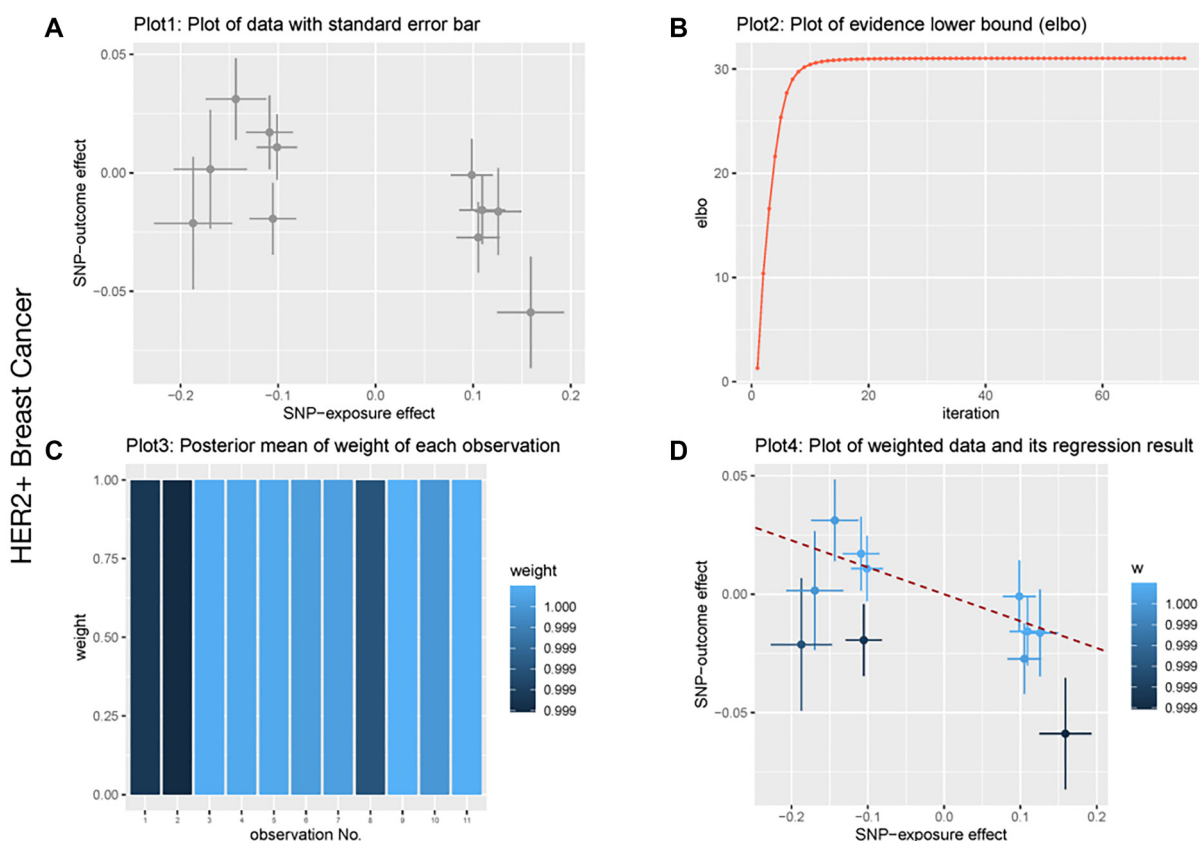 HER2+ Breast Cancer
A
Plot1: Plot of data with standard error bar
0.05
0.00
−0.05
SNP−outcome effect
−0.2
−0.1
0.0
0.1
0.2
SNP−exposure effect
B
Plot2: Plot of evidence lower bound (elbo)
30
20
10
0
elbo
0
20
40
60
iteration
C
Plot3: Posterior mean of weight of each observation
1.00
0.75
0.50
0.25
0.00
weight
1
2
3
4
5
6
7
8
9
10
11
observation No.
weight
1.000
0.999
0.999
0.999
0.999
0.999
D
Plot4: Plot of weighted data and its regression result
0.05
0.00
−0.05
SNP−outcome effect
−0.2
−0.1
0.0
0.1
0.2
SNP−exposure effect
w
1.000
0.999
0.999
0.999
0.999
0.999